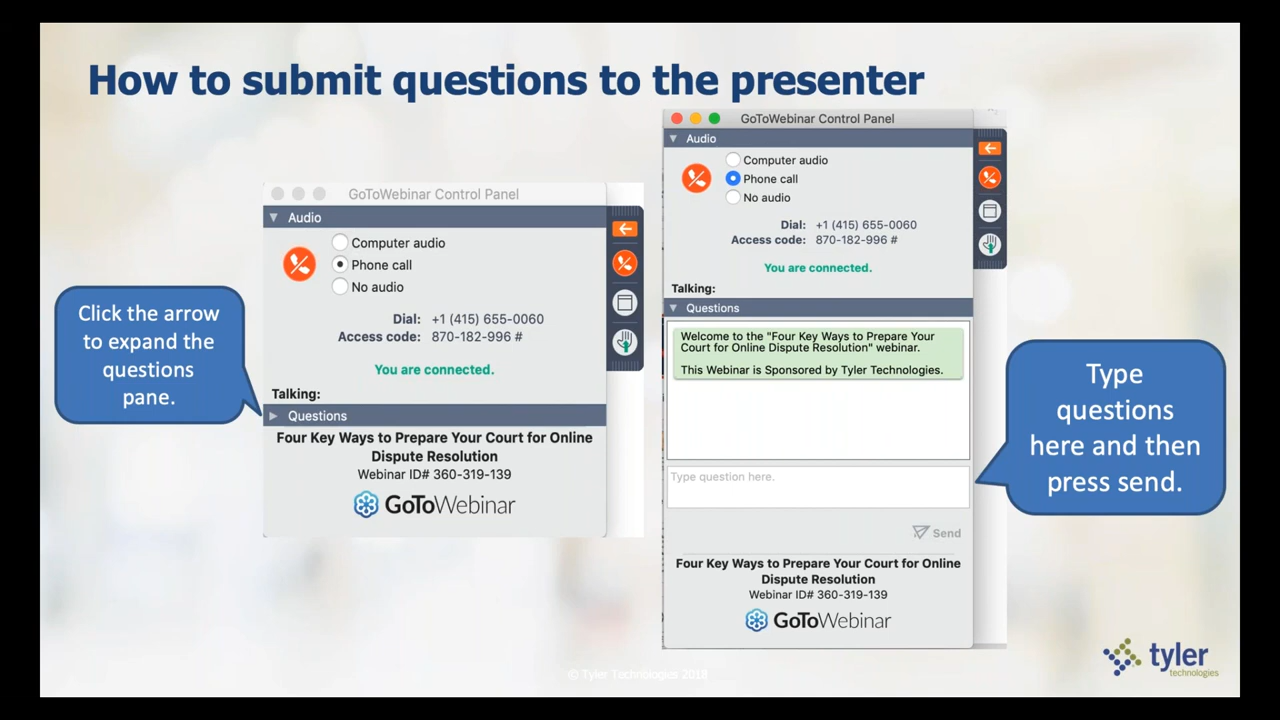 How to submit questions to the presenter
GoToWebinar Control Panel
Audio
Computer audio
Phone call
No audio
Dial: +1 (415) 655-0060
Access code: 870-182-996 #
You are connected.
Talking:
Questions
Four Key Ways to Prepare Your Court for Online
Dispute Resolution
Webinar ID# 360-319-139
GoToWebinar
Click the arrow
to expand the
questions
pane.
GoToWebinar Control Panel
Audio
Computer audio
Phone call
No audio
Dial: +1 (415) 655-0060
Access code: 870-182-996 #
You are connected.
Talking:
Questions
Welcome to the "Four Key Ways to Prepare Your
Court for Online Dispute Resolution" webinar.
This Webinar is Sponsored by Tyler Technologies.
Type question here.
Send
Four Key Ways to Prepare Your Court for Online
Dispute Resolution
Webinar ID# 360-319-139
GoToWebinar
Type
questions
here and then
press send.
© Tyler Technologies 2018
tyler
technologies